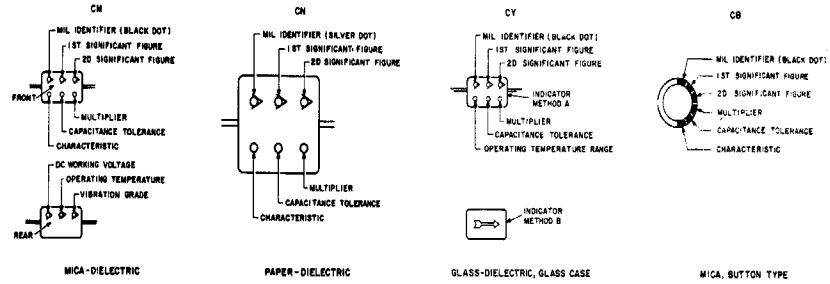 CM
MIL IDENTIFIER (BLACK DOT)
1ST SIGNIFICANT FIGURE
2D SIGNIFICANT FIGURE
FRONT
MULTIPLIER
CAPACITANCE TOLERANCE
CHARACTERISTIC
DC WORKING VOLTAGE
OPERATING TEMPERATURE
VIBRATION GRADE
REAR
MICA-DIELECTRIC
CN
MIL IDENTIFIER (SILVER DOT)
1ST SIGNIFICANT FIGURE
2D SIGNIFICANT FIGURE
MULTIPLIER
CAPACITANCE TOLERANCE
CHARACTERISTIC
PAPER-DIELECTRIC
CY
MIL IDENTIFIER (BLACK DOT)
1ST SIGNIFICANT FIGURE
2D SIGNIFICANT FIGURE
INDICATOR
METHOD A
MULTIPLIER
CAPACITANCE TOLERANCE
OPERATING TEMPERATURE RANGE
INDICATOR
METHOD B
GLASS-DIELECTRIC, GLASS CASE
CB
MIL IDENTIFIER (BLACK DOT)
1ST SIGNIFICANT FIGURE
2D SIGNIFICANT FIGURE
MULTIPLIER
CAPACITANCE TOLERANCE
CHARACTERISTIC
MICA, BUTTON TYPE